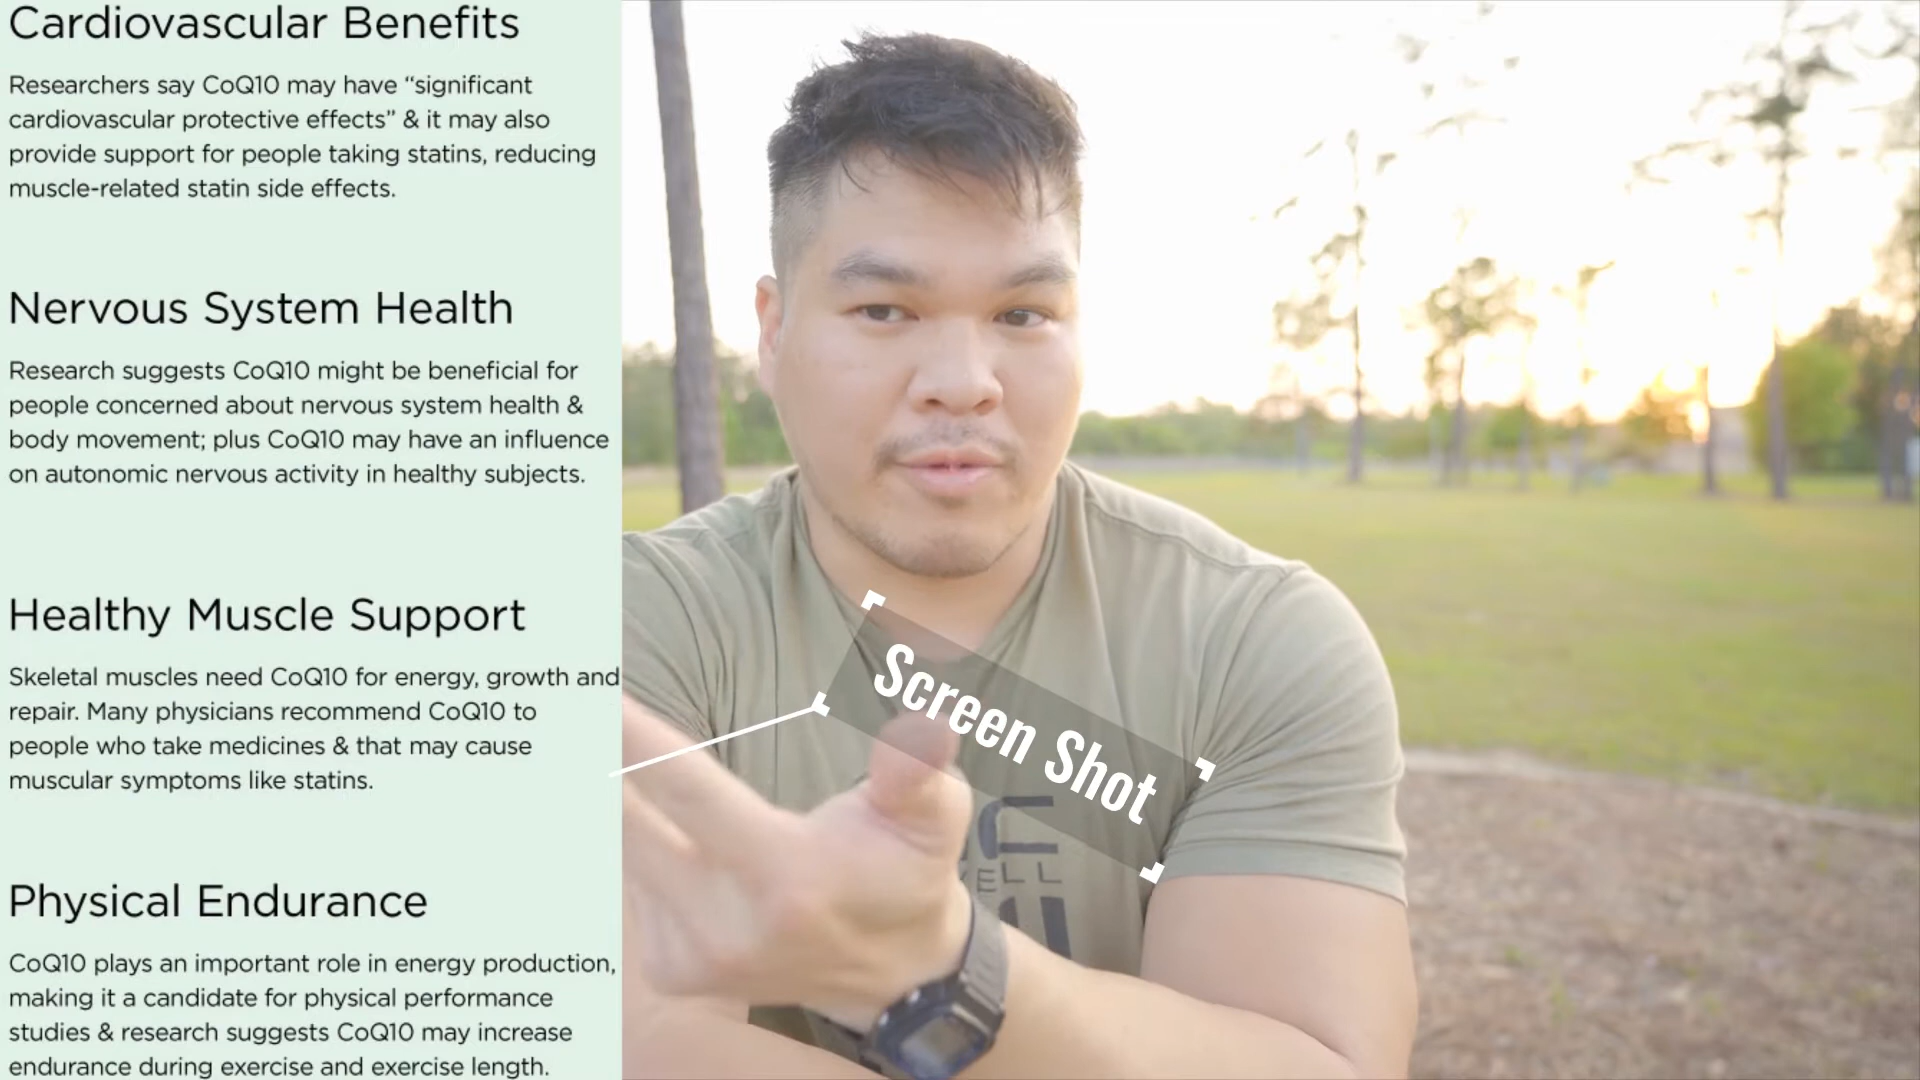 Cardiovascular Benefits
Researchers say CoQ10 may have “significant
cardiovascular protective effects” & it may also
provide support for people taking statins, reducing
muscle-related statin side effects.
Nervous System Health
Research suggests CoQ10 might be beneficial for
people concerned about nervous system health &
body movement; plus CoQ10 may have an influence
on autonomic nervous activity in healthy subjects.
Healthy Muscle Support
Skeletal muscles need CoQ10 for energy, growth and
repair. Many physicians recommend CoQ10 to
people who take medicines & that may cause
muscular symptoms like statins.
Physical Endurance
CoQ10 plays an important role in energy production,
making it a candidate for physical performance
studies & research suggests CoQ10 may increase
endurance during exercise and exercise length.
Screen Shot